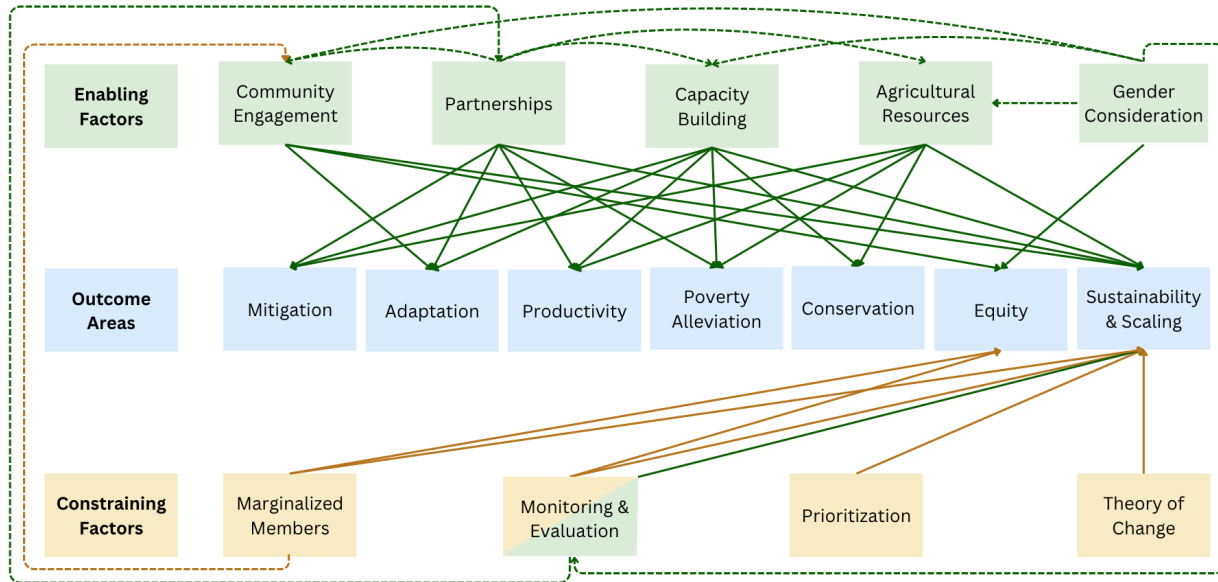 Enabling
Factors
Community
Engagement
Partnerships
Capacity
Building
Agricultural
Resources
Gender
Consideration
Outcome
Areas
Mitigation
Adaptation
Productivity
Poverty
Alleviation
Conservation
Equity
Sustainability
& Scaling
Constraining
Factors
Marginalized
Members
Monitoring &
Evaluation
Prioritization
Theory of
Change